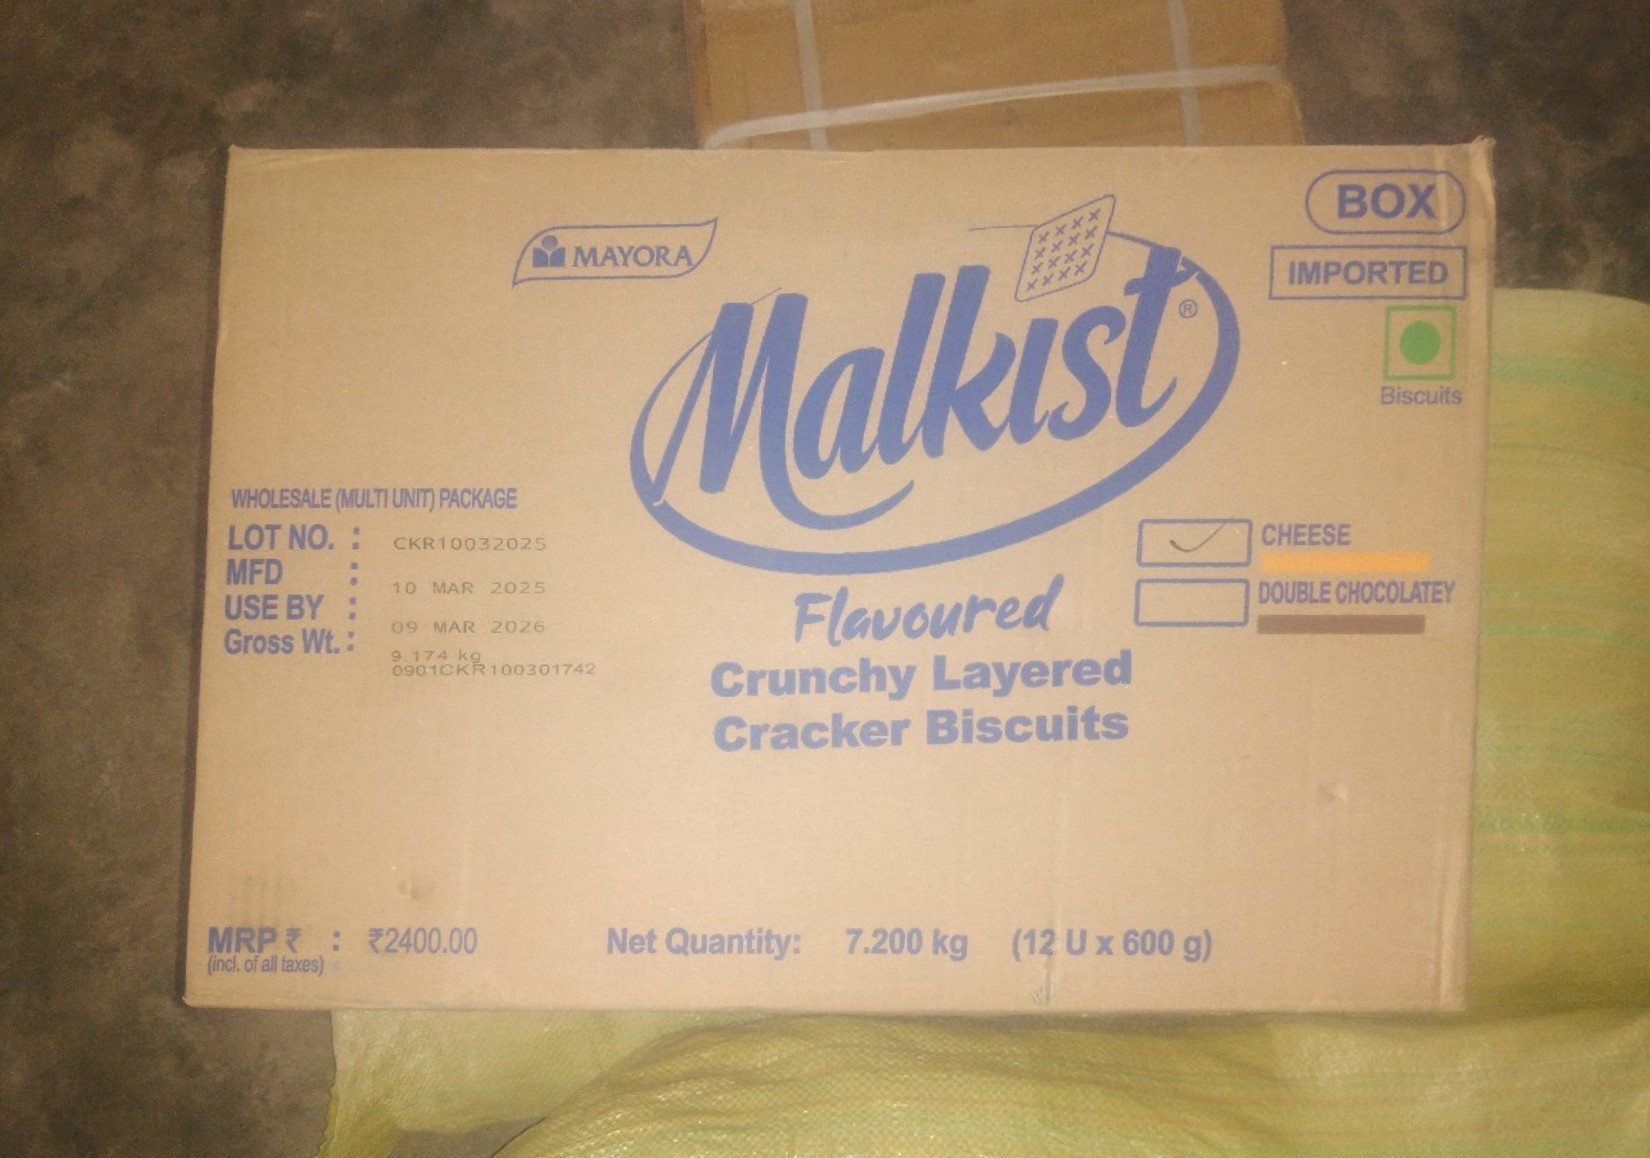 BOX
MAYORA
IMPORTED
Malkist®
Biscuits
WHOLESALE (MULTI UNIT) PACKAGE
LOT NO. : CKR10032025
MFD : 10 MAR 2025
USE BY : 09 MAR 2026
Gross Wt. : 9.174 kg
0901CKR100301742
CHEESE
DOUBLE CHOCOLATEY
Flavoured
Crunchy Layered
Cracker Biscuits
MRP ₹ : ₹2400.00
(incl. of all taxes)
Net Quantity: 7.200 kg (12 U x 600 g)